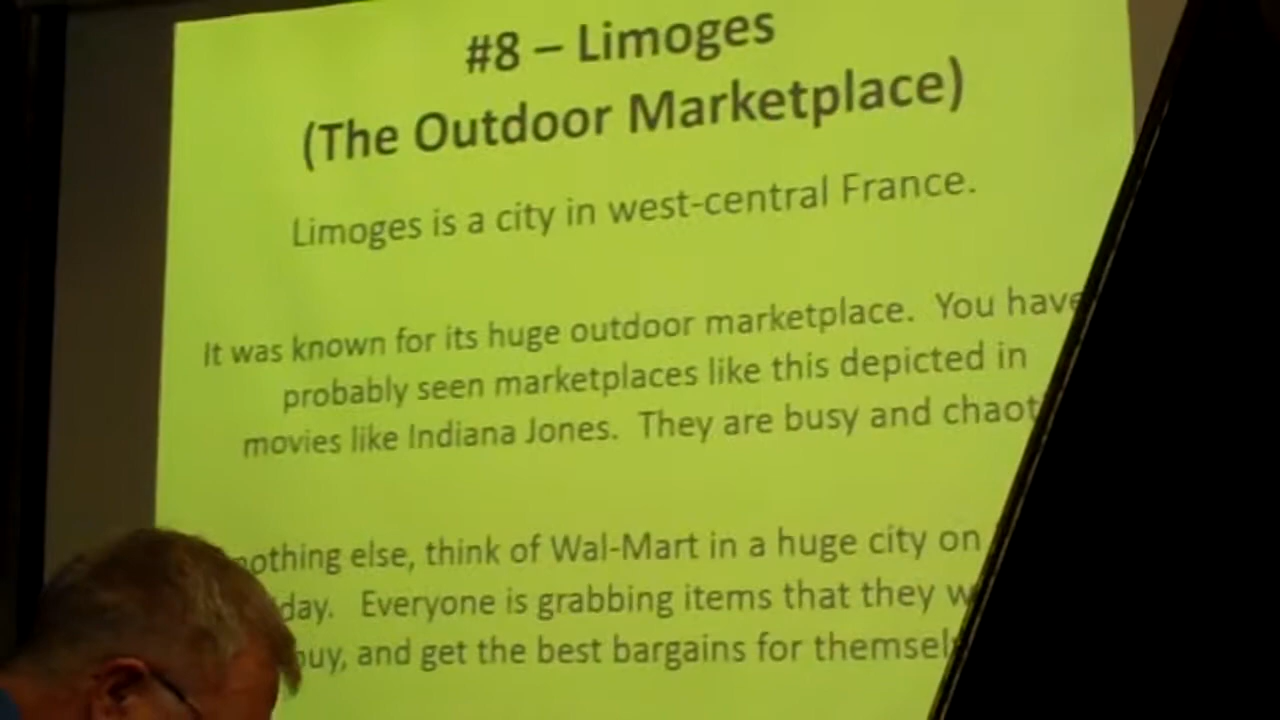 #8 – Limoges
(The Outdoor Marketplace)
Limoges is a city in west-central France.
It was known for its huge outdoor marketplace. You have
probably seen marketplaces like this depicted in
movies like Indiana Jones. They are busy and
nothing else, think of Wal-Mart in a huge city on
day. Everyone is grabbing items that they
buy, and get the best bargains for